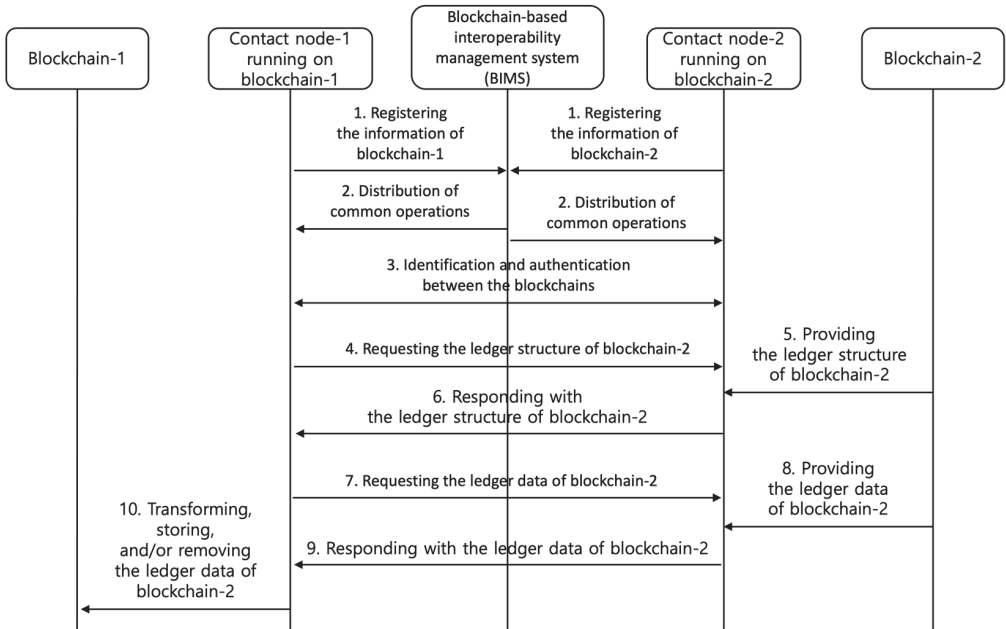 Blockchain-1
Contact node-1
running on
blockchain-1
Blockchain-based
interoperability
management system
(BIMS)
Contact node-2
running on
blockchain-2
Blockchain-2
1. Registering
the information of
blockchain-1
1. Registering
the information of
blockchain-2
2. Distribution of
common operations
2. Distribution of
common operations
3. Identification and authentication
between the blockchains
4. Requesting the ledger structure of blockchain-2
5. Providing
the ledger structure
of blockchain-2
6. Responding with
the ledger structure of blockchain-2
7. Requesting the ledger data of blockchain-2
8. Providing
the ledger data
of blockchain-2
9. Responding with the ledger data of blockchain-2
10. Transforming,
storing,
and/or removing
the ledger data of
blockchain-2